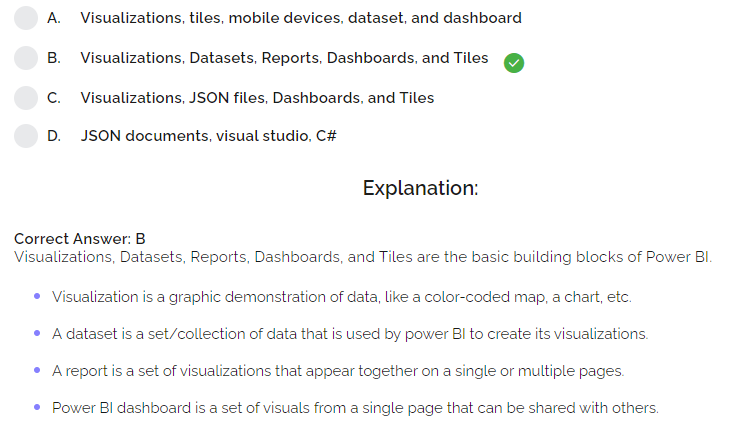 A. Visualizations, tiles, mobile devices, dataset, and dashboard
B. Visualizations, Datasets, Reports, Dashboards, and Tiles
C. Visualizations, JSON files, Dashboards, and Tiles
D. JSON documents, visual studio, C#
Explanation:
Correct Answer: B
Visualizations, Datasets, Reports, Dashboards, and Tiles are the basic building blocks of Power BI.
Visualization is a graphic demonstration of data, like a color-coded map, a chart, etc.
A dataset is a set/collection of data that is used by power BI to create its visualizations.
A report is a set of visualizations that appear together on a single or multiple pages.
Power BI dashboard is a set of visuals from a single page that can be shared with others.